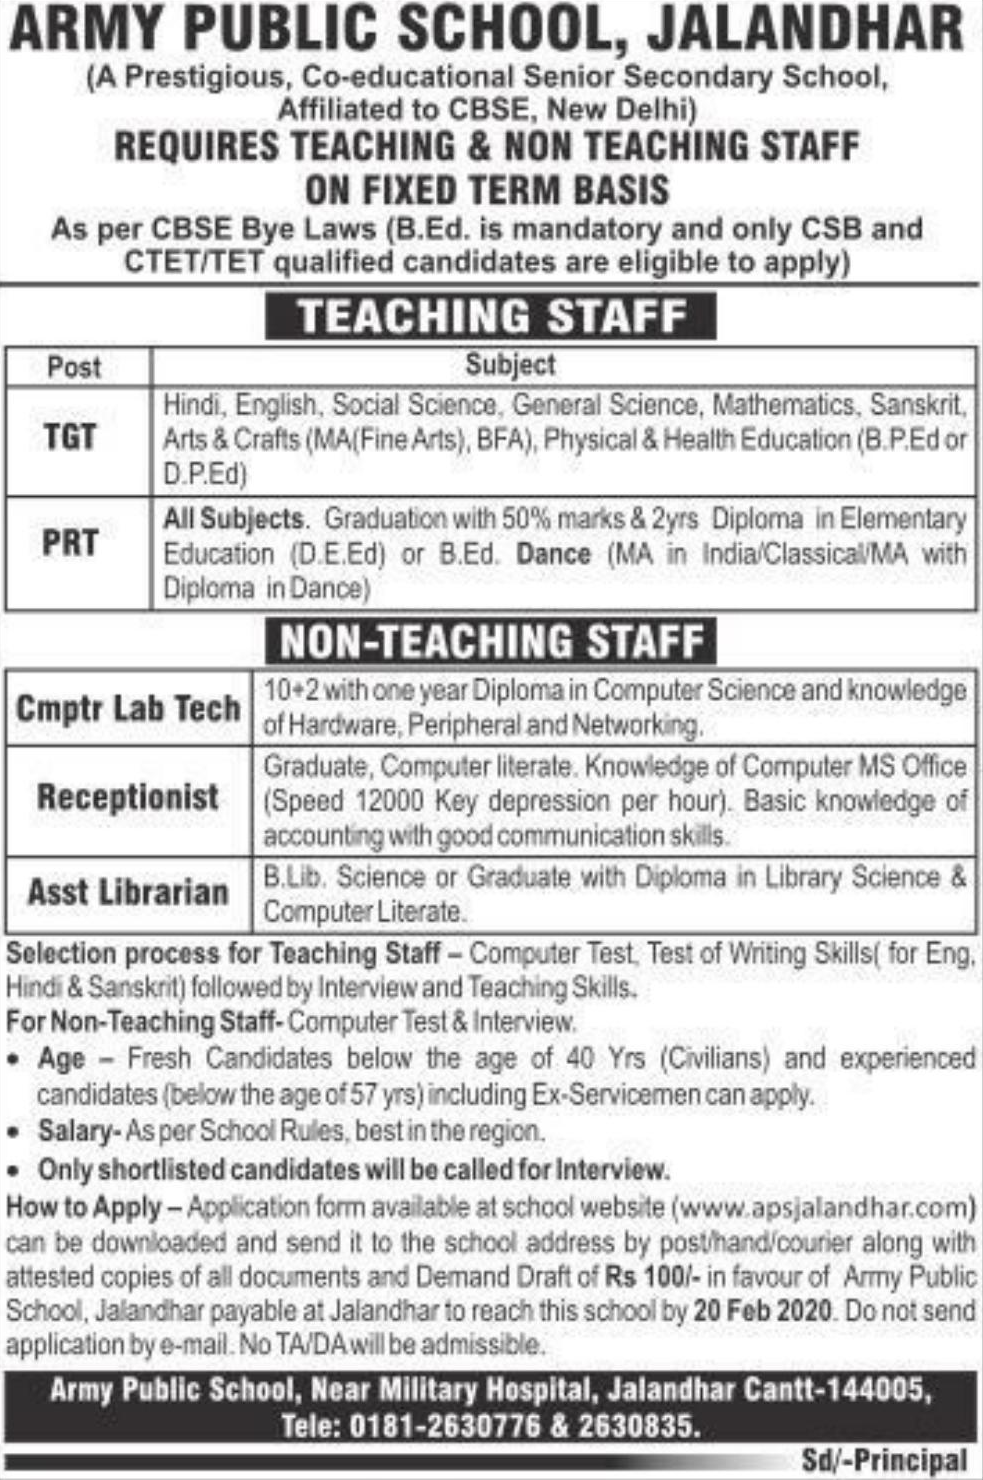 ARMY PUBLIC SCHOOL, JALANDHAR
(A Prestigious, Co-educational Senior Secondary School,
Affiliated to CBSE, New Delhi)
REQUIRES TEACHING & NON TEACHING STAFF
ON FIXED TERM BASIS
As per CBSE Bye Laws (B.Ed. is mandatory and only CSB and
CTET/TET qualified candidates are eligible to apply)
TEACHING STAFF
Post Subject
TGT
Hindi, English, Social Science, General Science, Mathematics, Sanskrit,
Arts & Crafts (MA(Fine Arts), BFA), Physical & Health Education (B.P.Ed or
D.P.Ed)
PRT
All Subjects. Graduation with 50% marks & 2yrs Diploma in Elementary
Education (D.E.Ed) or B.Ed. Dance (MA in India/Classical/MA with
Diploma in Dance)
NON-TEACHING STAFF
Cmptr Lab Tech
10+2 with one year Diploma in Computer Science and knowledge
of Hardware, Peripheral and Networking.
Receptionist
Graduate, Computer literate. Knowledge of Computer MS Office
(Speed 12000 Key depression per hour). Basic knowledge of
accounting with good communication skills.
Asst Librarian
B.Lib. Science or Graduate with Diploma in Library Science &
Computer Literate.
Selection process for Teaching Staff – Computer Test, Test of Writing Skills( for Eng,
Hindi & Sanskrit) followed by Interview and Teaching Skills.
For Non-Teaching Staff- Computer Test & Interview.
• Age – Fresh Candidates below the age of 40 Yrs (Civilians) and experienced
candidates (below the age of 57 yrs) including Ex-Servicemen can apply.
• Salary- As per School Rules, best in the region.
• Only shortlisted candidates will be called for Interview.
How to Apply – Application form available at school website (www.apsjalandhar.com)
can be downloaded and send it to the school address by post/hand/courier along with
attested copies of all documents and Demand Draft of Rs 100/- in favour of Army Public
School, Jalandhar payable at Jalandhar to reach this school by 20 Feb 2020. Do not send
application by e-mail. No TA/DA will be admissible.
Army Public School, Near Military Hospital, Jalandhar Cantt-144005,
Tele: 0181-2630776 & 2630835.
Sd/-Principal